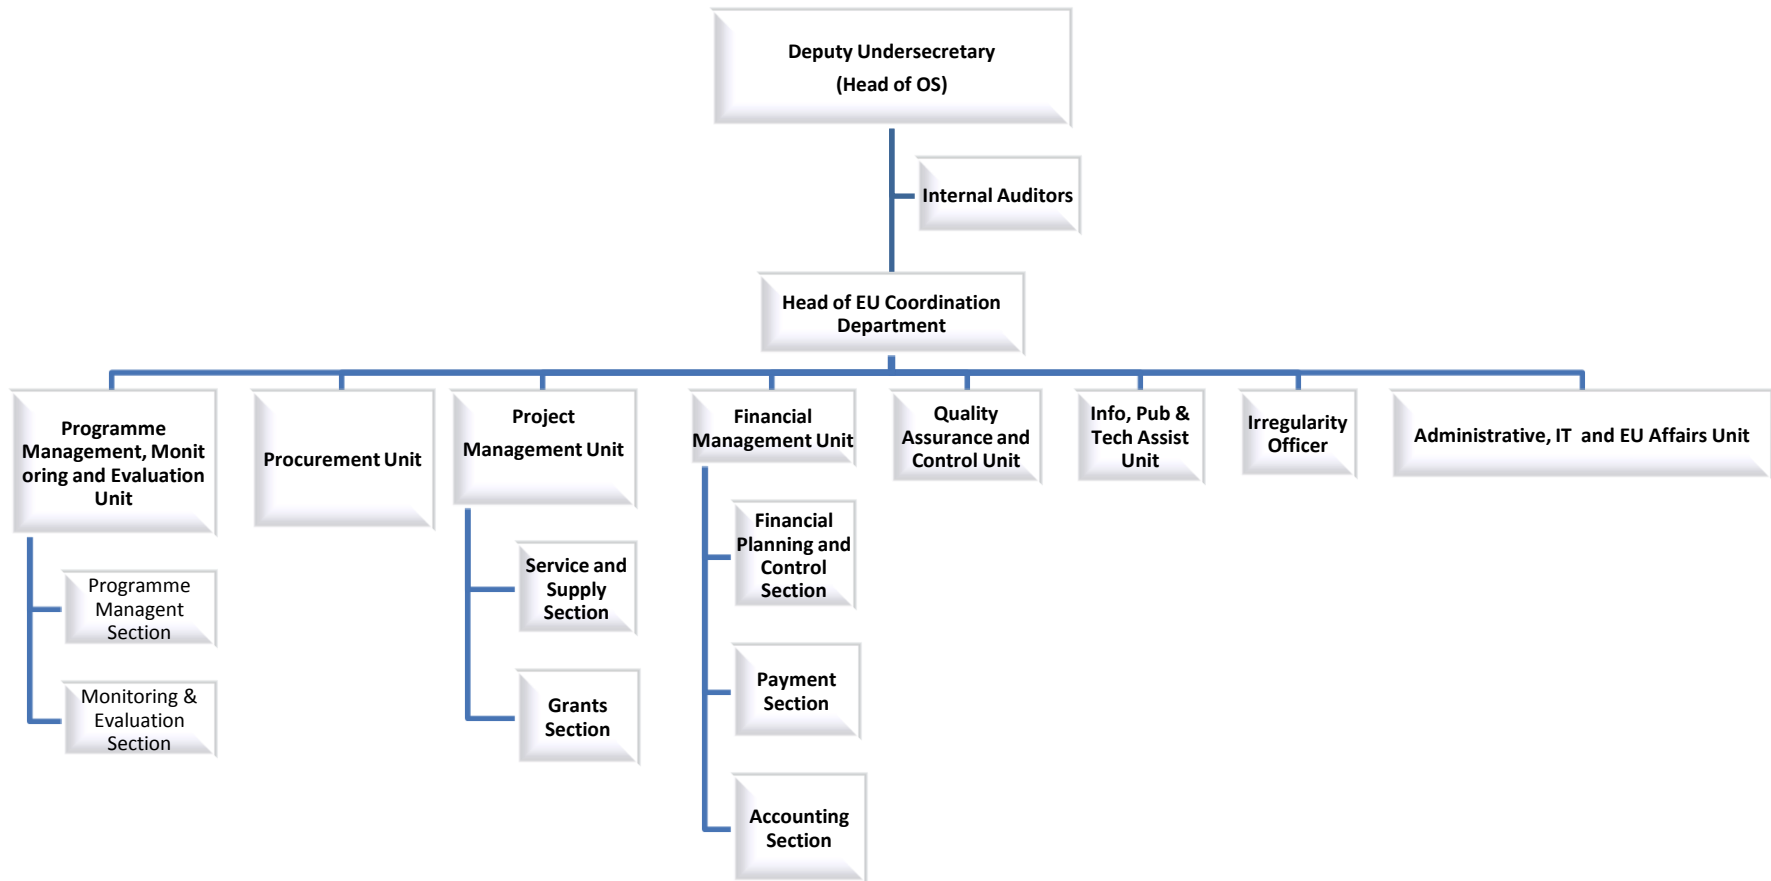 Deputy Undersecretary
(Head of OS)
Internal Auditors
Head of EU Coordination
Department
Programme
Management, Monit
oring and Evaluation
Unit
Procurement Unit
Project
Management Unit
Financial
Management Unit
Quality
Assurance and
Control Unit
Info, Pub &
Tech Assist
Unit
Irregularity
Officer
Administrative, IT and EU Affairs Unit
Programme
Managent
Section
Monitoring &
Evaluation
Section
Service and
Supply
Section
Grants
Section
Financial
Planning and
Control
Section
Payment
Section
Accounting
Section